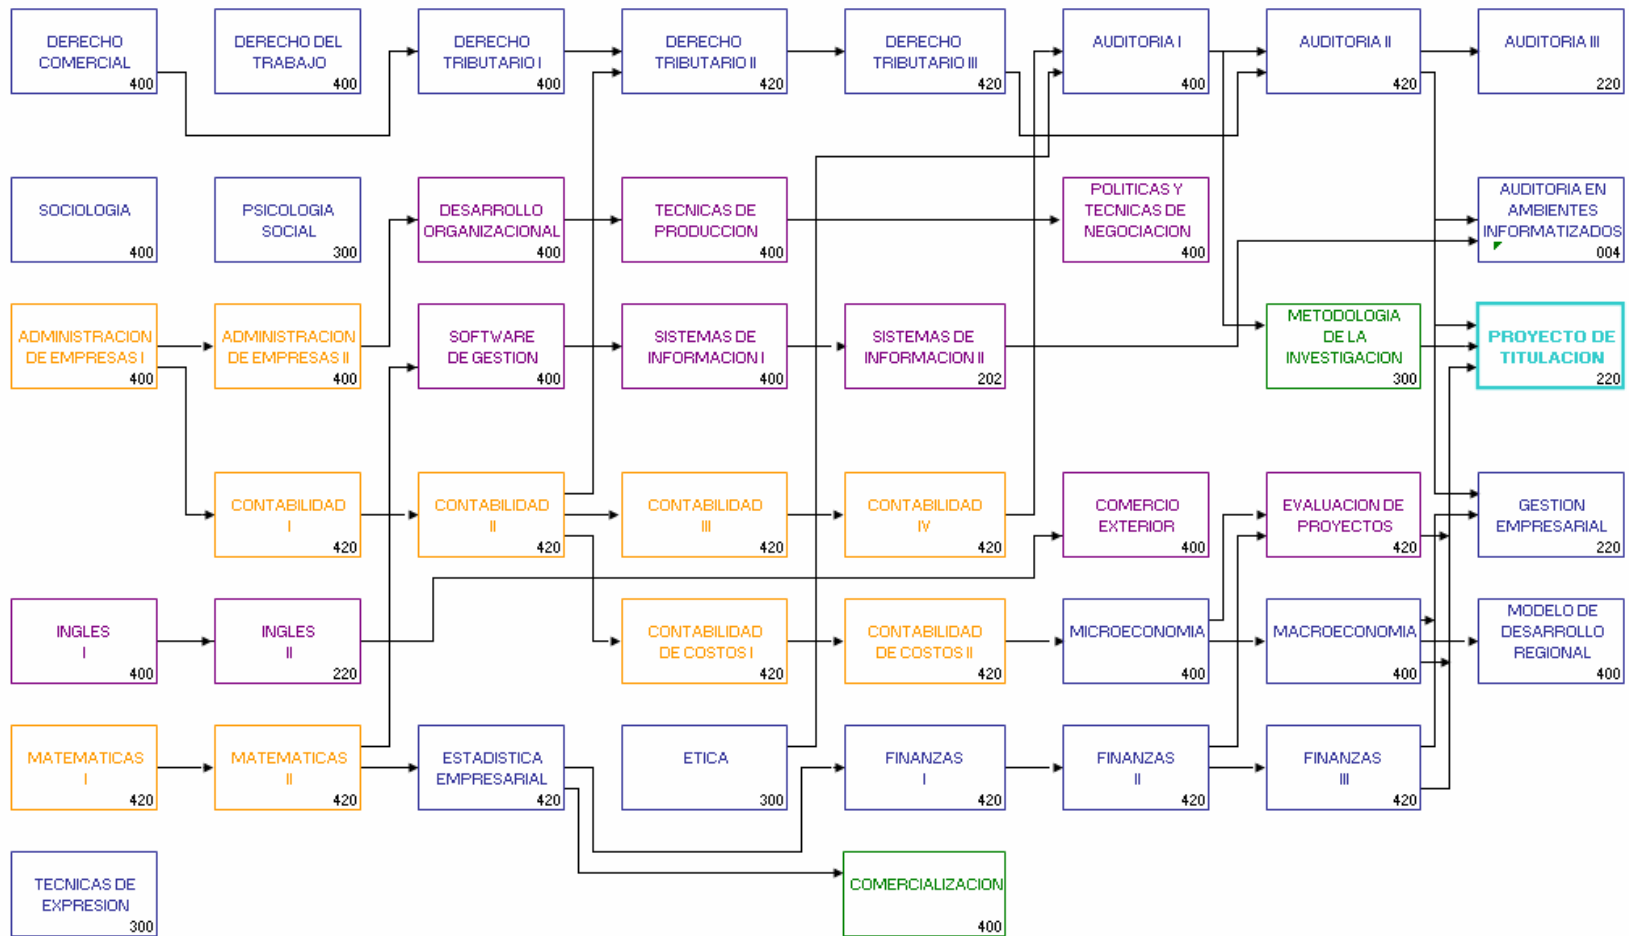 DERECHO
COMERCIAL
400
DERECHO DEL
TRABAJO
400
DERECHO
TRIBUTARIO I
400
DERECHO
TRIBUTARIO II
420
DERECHO
TRIBUTARIO III
420
AUDITORIA I
400
AUDITORIA II
420
AUDITORIA III
220
SOCIOLOGIA
400
PSICOLOGIA
SOCIAL
300
DESARROLLO
ORGANIZACIONAL
400
TECNICAS DE
PRODUCCION
400
POLITICAS Y
TECNICAS DE
NEGOCIACION
400
AUDITORIA EN
AMBIENTES
INFORMATIZADOS
004
ADMINISTRACION
DE EMPRESAS I
400
ADMINISTRACION
DE EMPRESAS II
400
SOFTWARE
DE GESTION
400
SISTEMAS DE
INFORMACION I
400
SISTEMAS DE
INFORMACION II
202
METODOLOGIA
DE LA
INVESTIGACION
300
PROYECTO DE
TITULACION
220
CONTABILIDAD
I
420
CONTABILIDAD
II
420
CONTABILIDAD
III
420
CONTABILIDAD
IV
420
COMERCIO
EXTERIOR
400
EVALUACION DE
PROYECTOS
420
GESTION
EMPRESARIAL
220
INGLES
I
400
INGLES
II
220
CONTABILIDAD
DE COSTOS I
420
CONTABILIDAD
DE COSTOS II
420
MICROECONOMIA
400
MACROECONOMIA
400
MODELO DE
DESARROLLO
REGIONAL
400
MATEMATICAS
I
420
MATEMATICAS
II
420
ESTADISTICA
EMPRESARIAL
420
ETICA
300
FINANZAS
I
420
FINANZAS
II
420
FINANZAS
III
420
TECNICAS DE
EXPRESION
300
COMERCIALIZACION
400